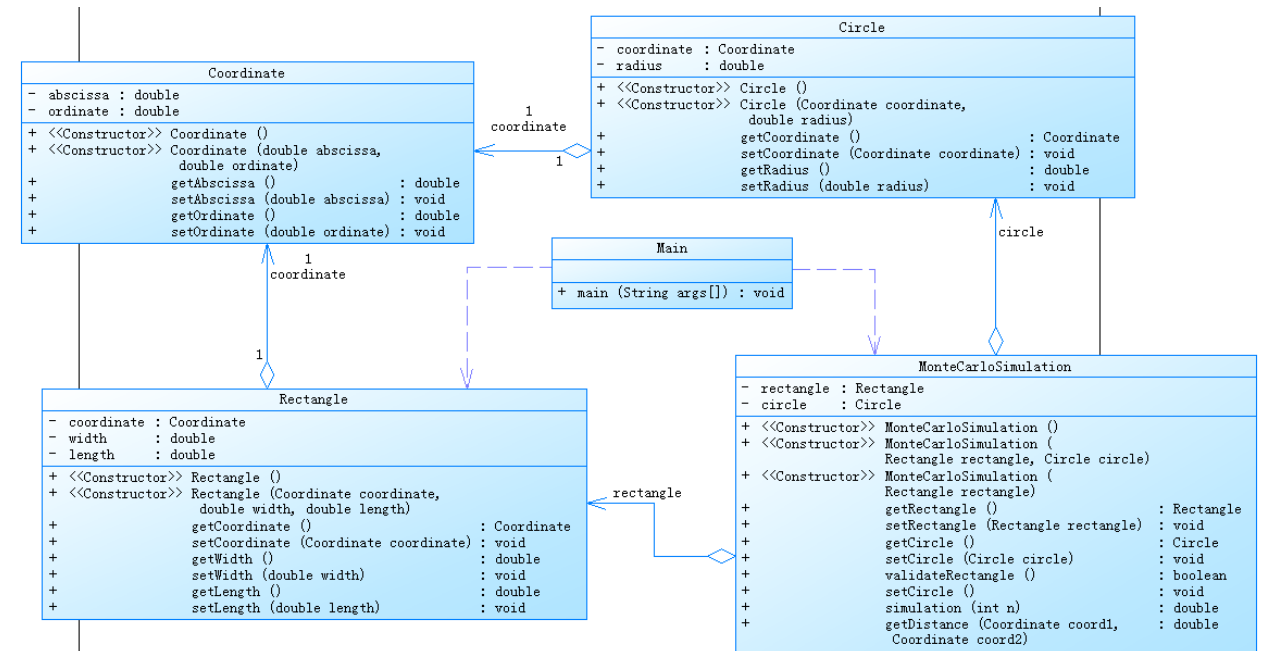 Circle
- coordinate : Coordinate
- radius : double
+ <<Constructor>> Circle ()
+ <<Constructor>> Circle (Coordinate coordinate,
double radius)
+ getCoordinate () : Coordinate
+ setCoordinate (Coordinate coordinate) : void
+ getRadius () : double
+ setRadius (double radius) : void
Coordinate
- abscissa : double
- ordinate : double
+ <<Constructor>> Coordinate ()
+ <<Constructor>> Coordinate (double abscissa,
double ordinate)
+ getAbscissa () : double
+ setAbscissa (double abscissa) : void
+ getOrdinate () : double
+ setOrdinate (double ordinate) : void
1
coordinate
1
1
coordinate
1
circle
Main
+ main (String args[]) : void
Rectangle
- coordinate : Coordinate
- width : double
- length : double
+ <<Constructor>> Rectangle ()
+ <<Constructor>> Rectangle (Coordinate coordinate,
double width, double length)
+ getCoordinate () : Coordinate
+ setCoordinate (Coordinate coordinate) : void
+ getWidth () : double
+ setWidth (double width) : void
+ getLength () : double
+ setLength (double length) : void
rectangle
MonteCarloSimulation
- rectangle : Rectangle
- circle : Circle
+ <<Constructor>> MonteCarloSimulation ()
+ <<Constructor>> MonteCarloSimulation (
Rectangle rectangle, Circle circle)
+ <<Constructor>> MonteCarloSimulation (
Rectangle rectangle)
+ getRectangle () : Rectangle
+ setRectangle (Rectangle rectangle) : void
+ getCircle () : Circle
+ setCircle (Circle circle) : void
+ validateRectangle () : boolean
+ setCircle () : void
+ simulation (int n) : double
+ getDistance (Coordinate coord1, : double
Coordinate coord2)